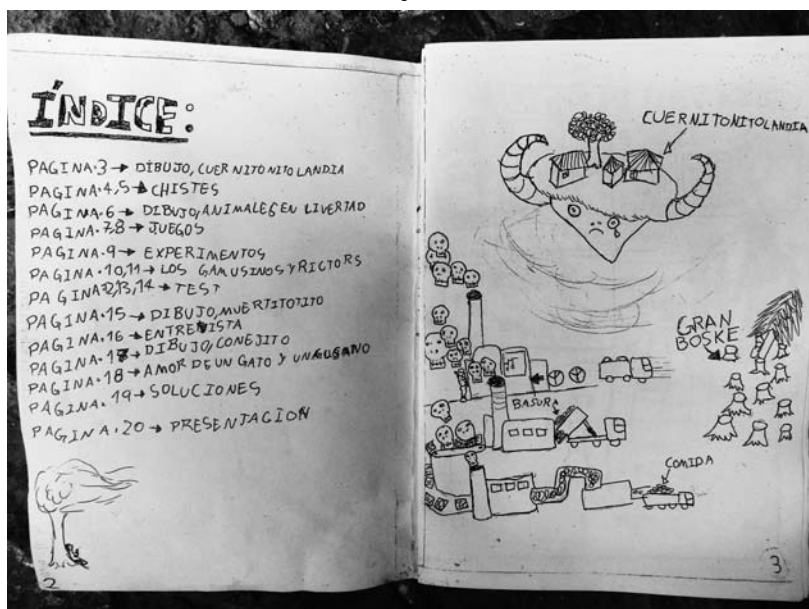 ÍNDICE:
PAGINA.3→ DIBUJO, CUERNITONITOLANDIA
PAGINA.4,5→ CHISTES
PAGINA.6→ DIBUJO, ANIMALES EN LIVERTAD
PAGINA.7,8→ JUEGOS
PAGINA.9→ EXPERIMENTOS
PAGINA.10,11→ LOS GAMUSINOS Y RICTORS
PAGINA.12,13,14→ TEST
PAGINA.15→ DIBUJO, MUERTITOTITO
PAGINA.16→ ENTREVISTA
PAGINA.17→ DIBUJO, CONEJITO
PAGINA.18→ AMOR DE UN GATO Y UN GUSANO
PAGINA.19→ SOLUCIONES
PAGINA.20→ PRESENTACIÓN
2
CUERNITONITOLANDIA
GRAN
BOSKE
BASURA
COMIDA
3